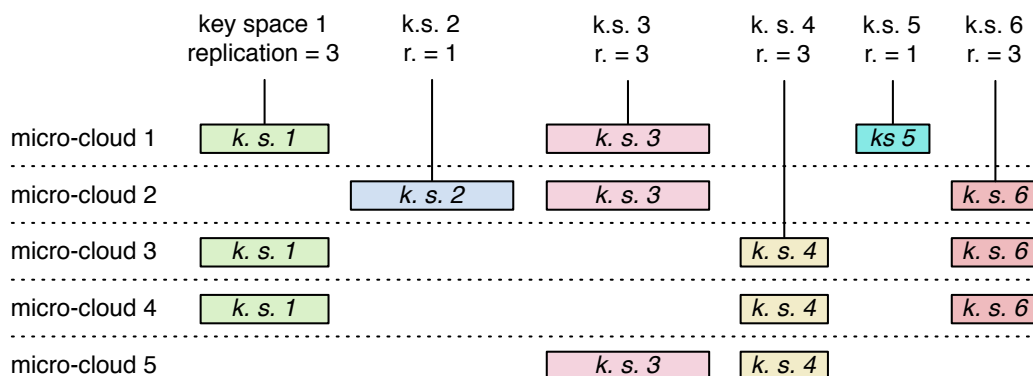 key space 1
replication = 3
k.s. 2
r. = 1
k.s. 3
r. = 3
k. s. 4
r. = 3
k.s. 5
r. = 1
k.s. 6
r. = 3
micro-cloud 1
k. s. 1
k. s. 3
ks 5
micro-cloud 2
k. s. 2
k. s. 3
k. s. 6
micro-cloud 3
k. s. 1
k. s. 4
k. s. 6
micro-cloud 4
k. s. 1
k. s. 4
k. s. 6
micro-cloud 5
k. s. 3
k. s. 4